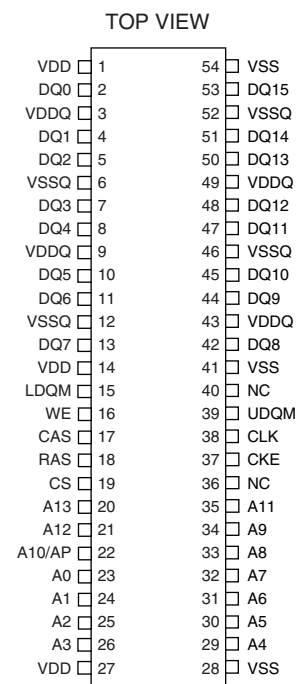 TOP VIEW
VDD 1 54 VSS
DQ0 2 53 DQ15
VDDQ 3 52 VSSQ
DQ1 4 51 DQ14
DQ2 5 50 DQ13
VSSQ 6 49 VDDQ
DQ3 7 48 DQ12
DQ4 8 47 DQ11
VDDQ 9 46 VSSQ
DQ5 10 45 DQ10
DQ6 11 44 DQ9
VSSQ 12 43 VDDQ
DQ7 13 42 DQ8
VDD 14 41 VSS
LDQM 15 40 NC
WE 16 39 UDQM
CAS 17 38 CLK
RAS 18 37 CKE
CS 19 36 NC
A13 20 35 A11
A12 21 34 A9
A10/AP 22 33 A8
A0 23 32 A7
A1 24 31 A6
A2 25 30 A5
A3 26 29 A4
VDD 27 28 VSS